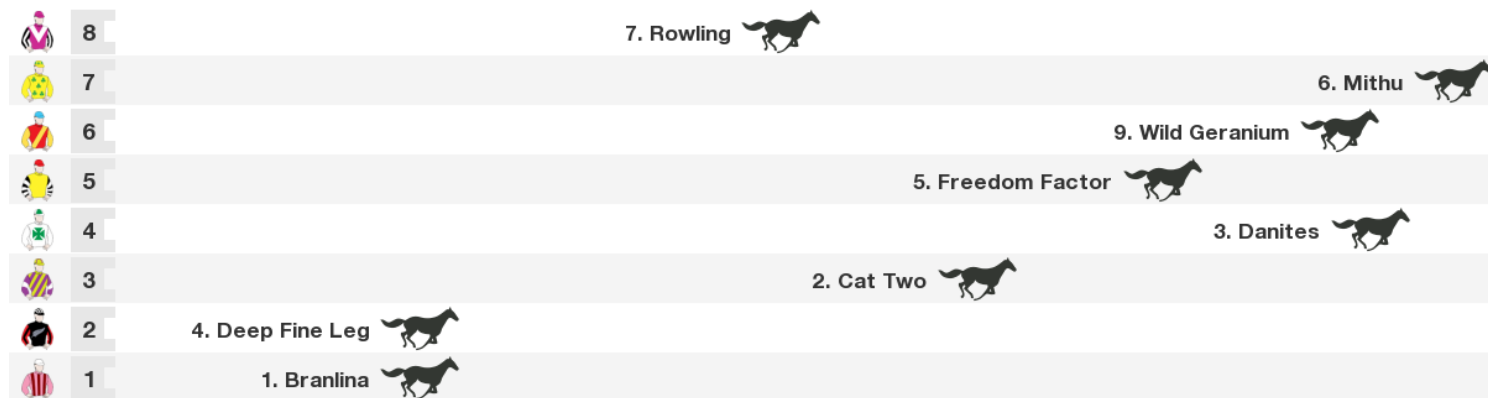 8 7. Rowling
7 6. Mithu
6 9. Wild Geranium
5 5. Freedom Factor
4 3. Danites
3 2. Cat Two
2 4. Deep Fine Leg
1 1. Branlina